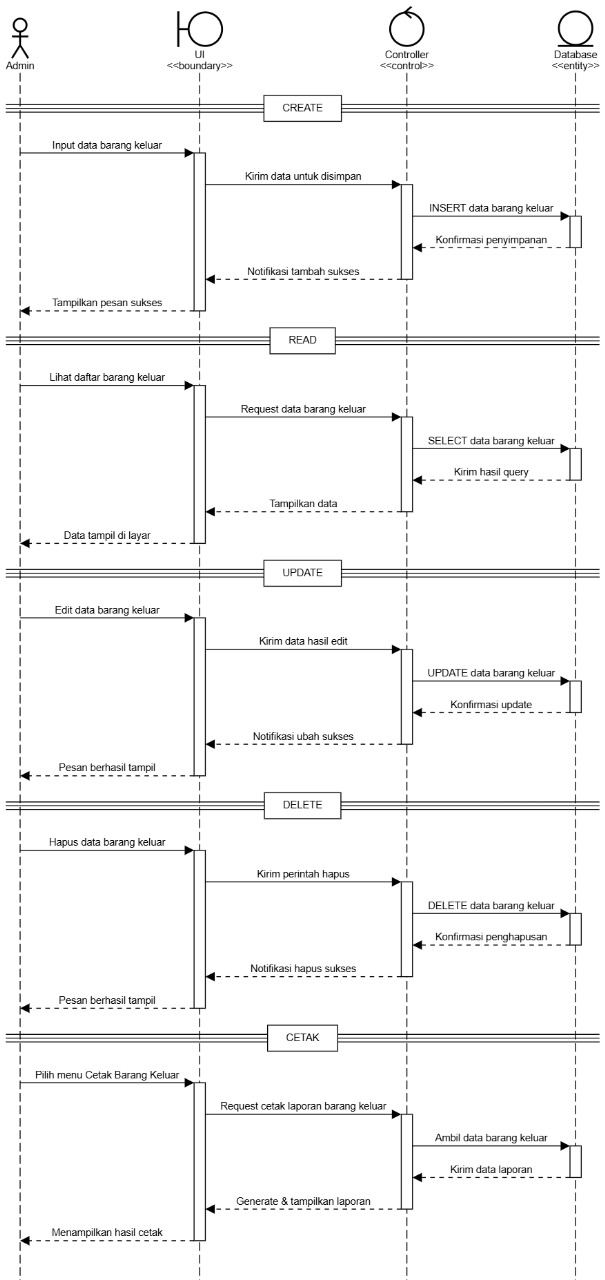 Admin
UI
<<boundary>>
Controller
<<control>>
Database
<<entity>>
CREATE
Input data barang keluar
Kirim data untuk disimpan
INSERT data barang keluar
Konfirmasi penyimpanan
Notifikasi tambah sukses
Tampilkan pesan sukses
READ
Lihat daftar barang keluar
Request data barang keluar
SELECT data barang keluar
Kirim hasil query
Tampilkan data
Data tampil di layar
UPDATE
Edit data barang keluar
Kirim data hasil edit
UPDATE data barang keluar
Konfirmasi update
Notifikasi ubah sukses
Pesan berhasil tampil
DELETE
Hapus data barang keluar
Kirim perintah hapus
DELETE data barang keluar
Konfirmasi penghapusan
Notifikasi hapus sukses
Pesan berhasil tampil
CETAK
Pilih menu Cetak Barang Keluar
Request cetak laporan barang keluar
Ambil data barang keluar
Kirim data laporan
Generate & tampilkan laporan
Menampilkan hasil cetak